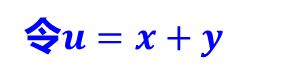 令u = x + y